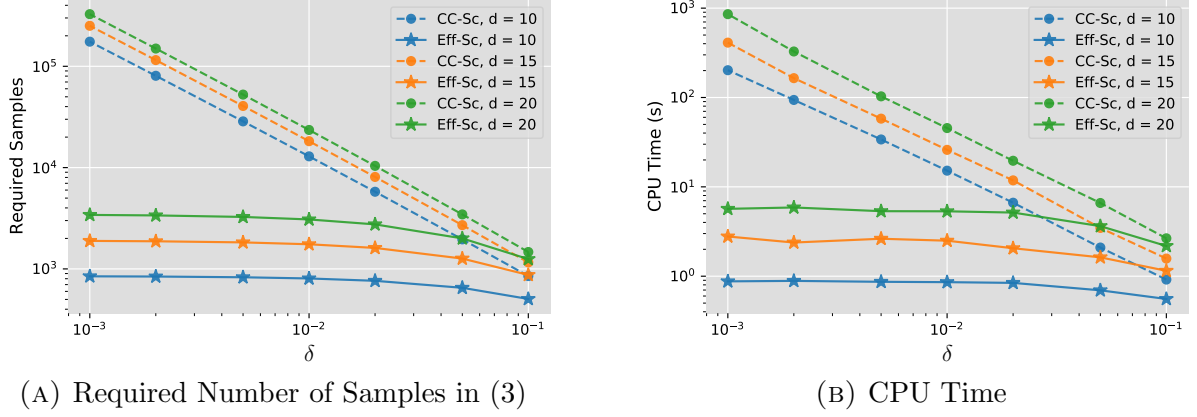 Required Samples
10^5
10^4
10^3
10^-3
10^-2
10^-1
δ
CC-Sc, d = 10
Eff-Sc, d = 10
CC-Sc, d = 15
Eff-Sc, d = 15
CC-Sc, d = 20
Eff-Sc, d = 20
(A) Required Number of Samples in (3)
CPU Time (s)
10^3
10^2
10^1
10^0
10^-3
10^-2
10^-1
δ
CC-Sc, d = 10
Eff-Sc, d = 10
CC-Sc, d = 15
Eff-Sc, d = 15
CC-Sc, d = 20
Eff-Sc, d = 20
(B) CPU Time